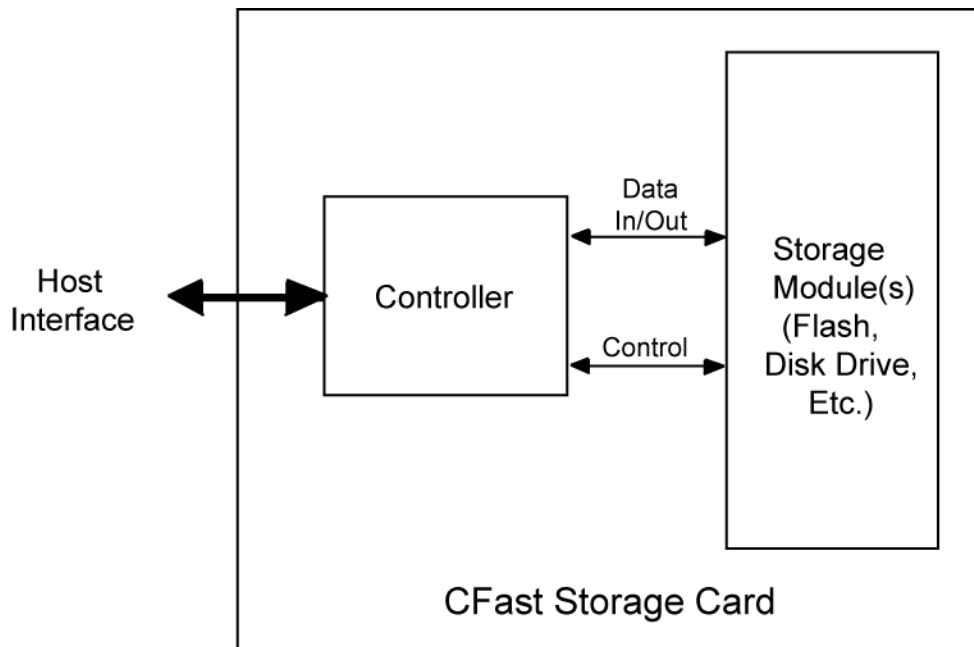 Host
Interface
Controller
Data
In/Out
Control
Storage
Module(s)
(Flash,
Disk Drive,
Etc.)
CFast Storage Card